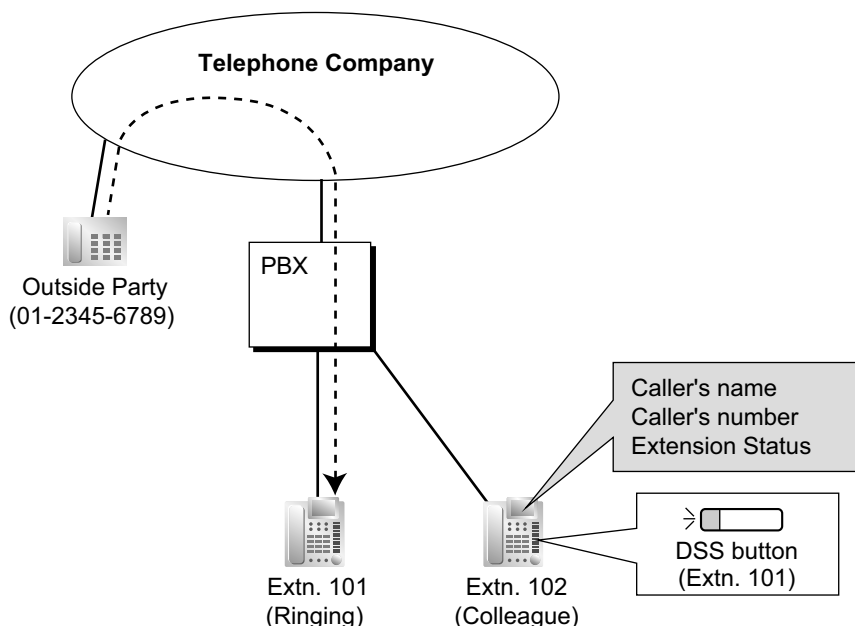 Telephone Company
Outside Party
(01-2345-6789)
PBX
Caller's name
Caller's number
Extension Status
DSS button
(Extn. 101)
Extn. 101
(Ringing)
Extn. 102
(Colleague)